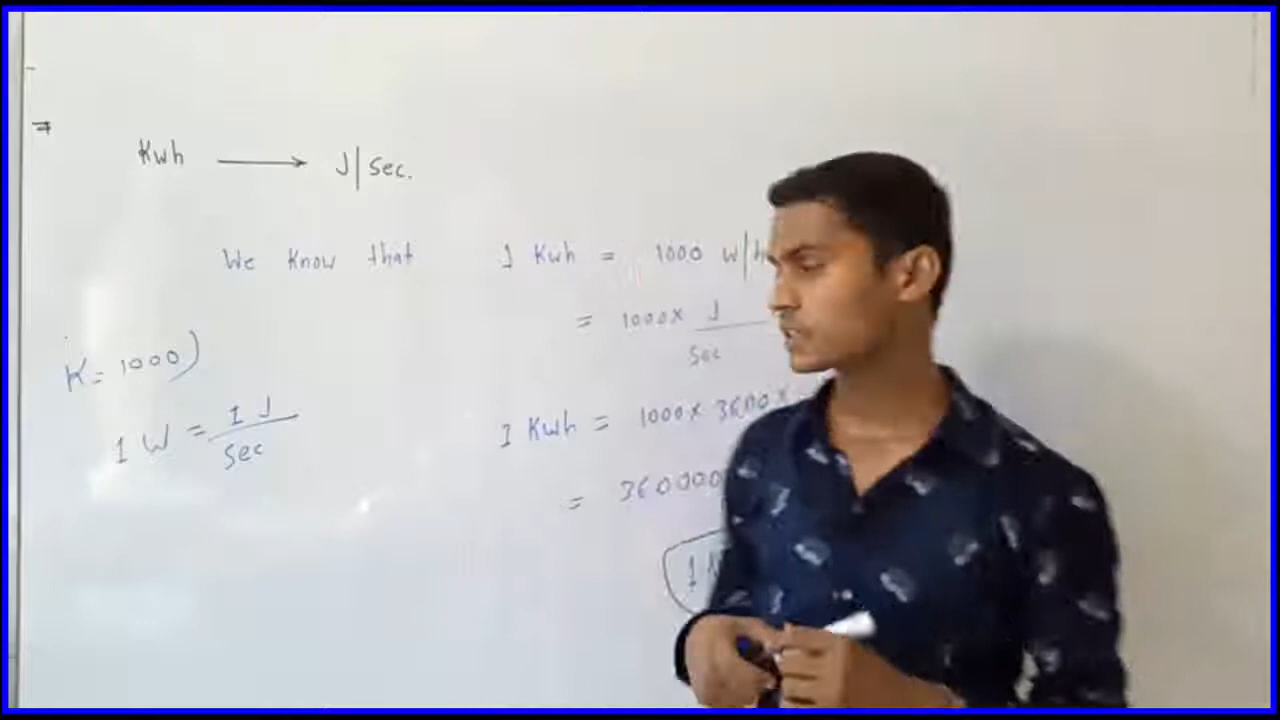 Kwh → J|sec.
We know that 1 Kwh = 1000 w/h
= 1000 × J
sec
K = 1000)
1 W = 1 J
sec
1 Kwh = 1000 × 3600 ×
= 360000
1